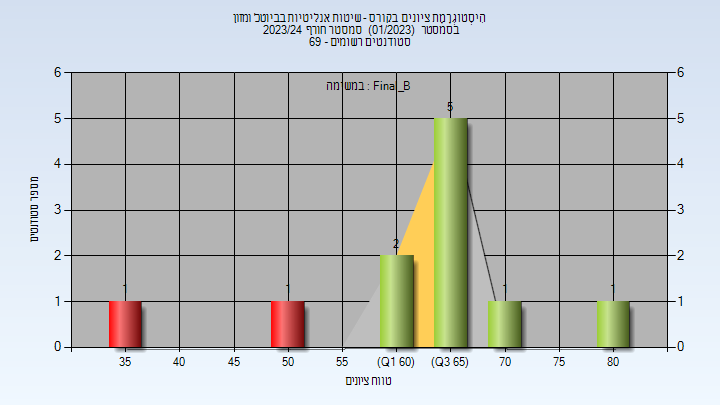 היסטוגרמת ציונים בקורס - שיטות אנליטיות בביוטכ' ומזון
בסמסטר (01/2023) סמסטר חורף 2023/24
סטודנטים רשומים - 69
במשימה : Final_B
מספר סטודנטים
6 6
5 5
4 4
3 3
2 2
1 1
0 0
1 1 2 5 1 1
35 40 45 50 55 (Q1 60) (Q3 65) 70 75 80
טווח ציונים